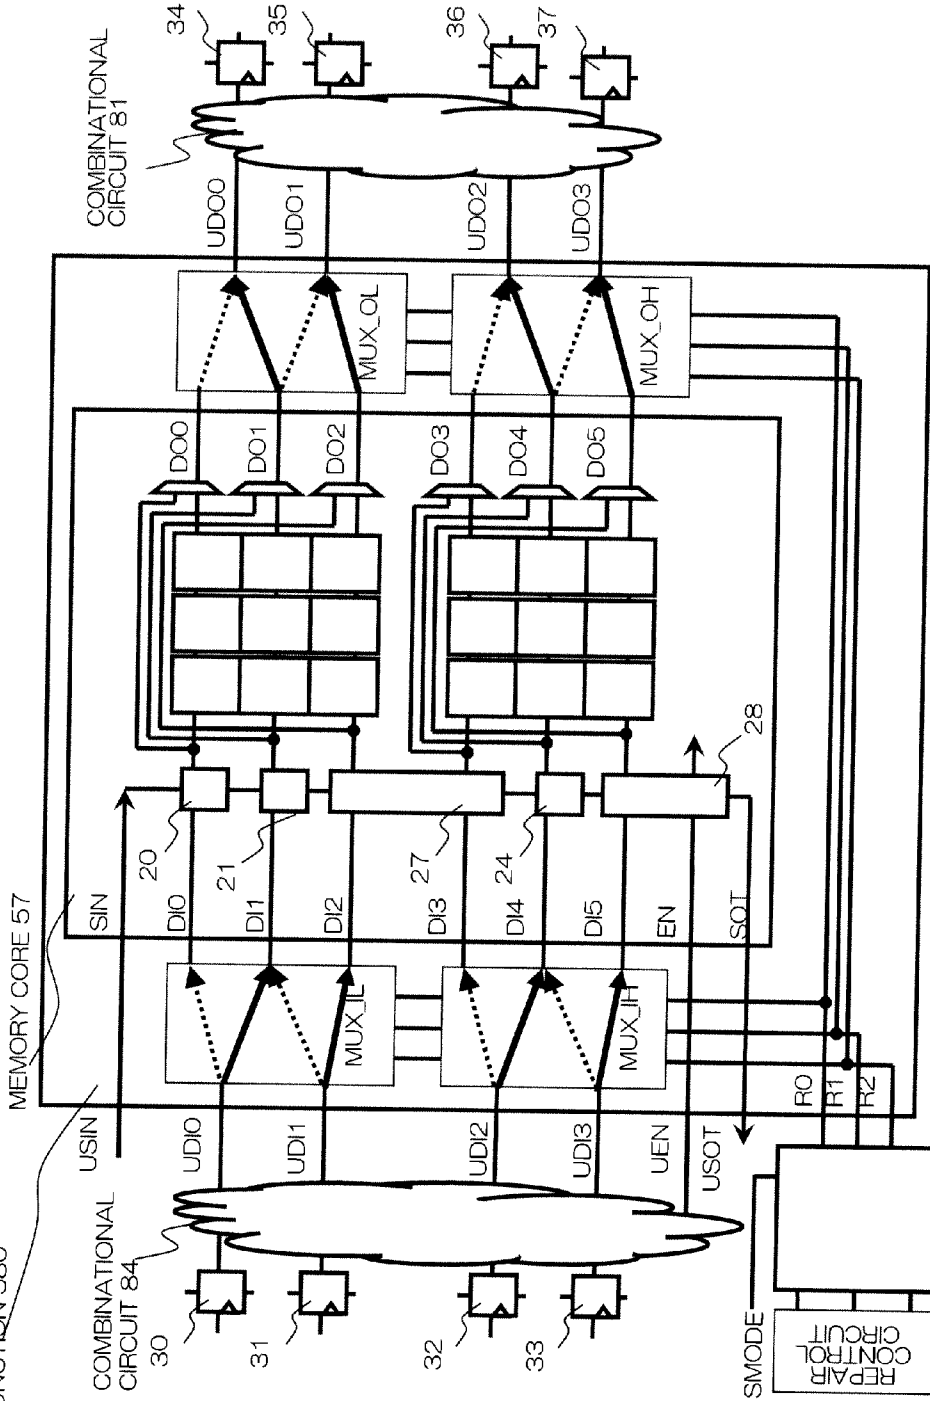 COMBINATIONAL
CIRCUIT 81
34
35
36
37
UDO0
UDO1
UDO2
UDO3
MUX_OL
MUX_OH
DO0
DO1
DO2
DO3
DO4
DO5
20
21
27
24
28
MEMORY CORE 57
SIN
DI0
DI1
DI2
DI3
DI4
DI5
EN
SOT
MUX_IL
MUX_IH
R0
R1
R2
USIN
UDI0
UDI1
UDI2
UDI3
UEN
USOT
COMBINATIONAL
CIRCUIT 84
30
31
32
33
SMODE
REPAIR
CONTROL
CIRCUIT